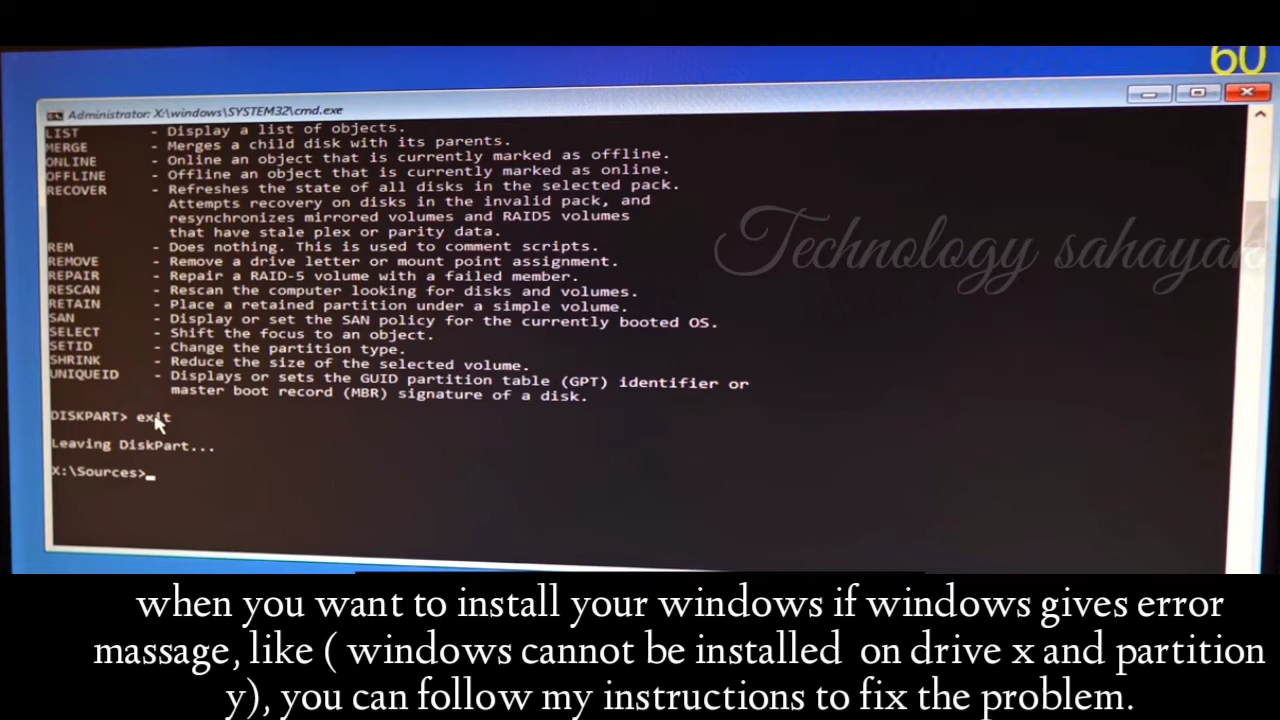 60
Administrator: X:\windows\SYSTEM32\cmd.exe
LIST - Display a list of objects.
MERGE - Merges a child disk with its parents.
ONLINE - Online an object that is currently marked as offline.
OFFLINE - Offline an object that is currently marked as online.
RECOVER - Refreshes the state of all disks in the selected pack.
Attempts recovery on disks in the invalid pack, and
resynchronizes mirrored volumes and RAID5 volumes
that have stale plex or parity data.
REM - Does nothing. This is used to comment scripts.
REMOVE - Remove a drive letter or mount point assignment.
REPAIR - Repair a RAID-5 volume with a failed member.
RESCAN - Rescan the computer looking for disks and volumes.
RETAIN - Place a retained partition under a simple volume.
SAN - Display or set the SAN policy for the currently booted OS.
SELECT - Shift the focus to an object.
SETID - Change the partition type.
SHRINK - Reduce the size of the selected volume.
UNIQUEID - Displays or sets the GUID partition table (GPT) identifier or
master boot record (MBR) signature of a disk.
DISKPART> exit
Leaving DiskPart...
X:\Sources>
Technology sahayak
when you want to install your windows if windows gives error
massage, like ( windows cannot be installed on drive x and partition
y), you can follow my instructions to fix the problem.